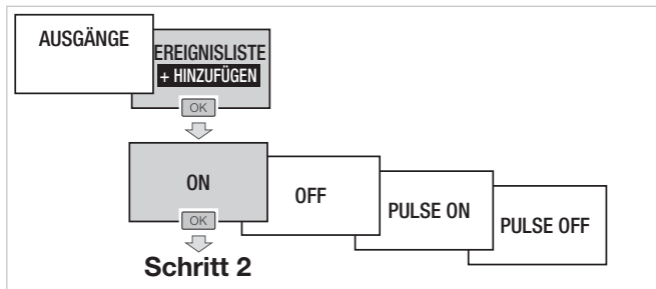 AUSGÄNGE
EREIGNISLISTE
+ HINZUFÜGEN
OK
ON
OFF
PULSE ON
PULSE OFF
OK
Schritt 2